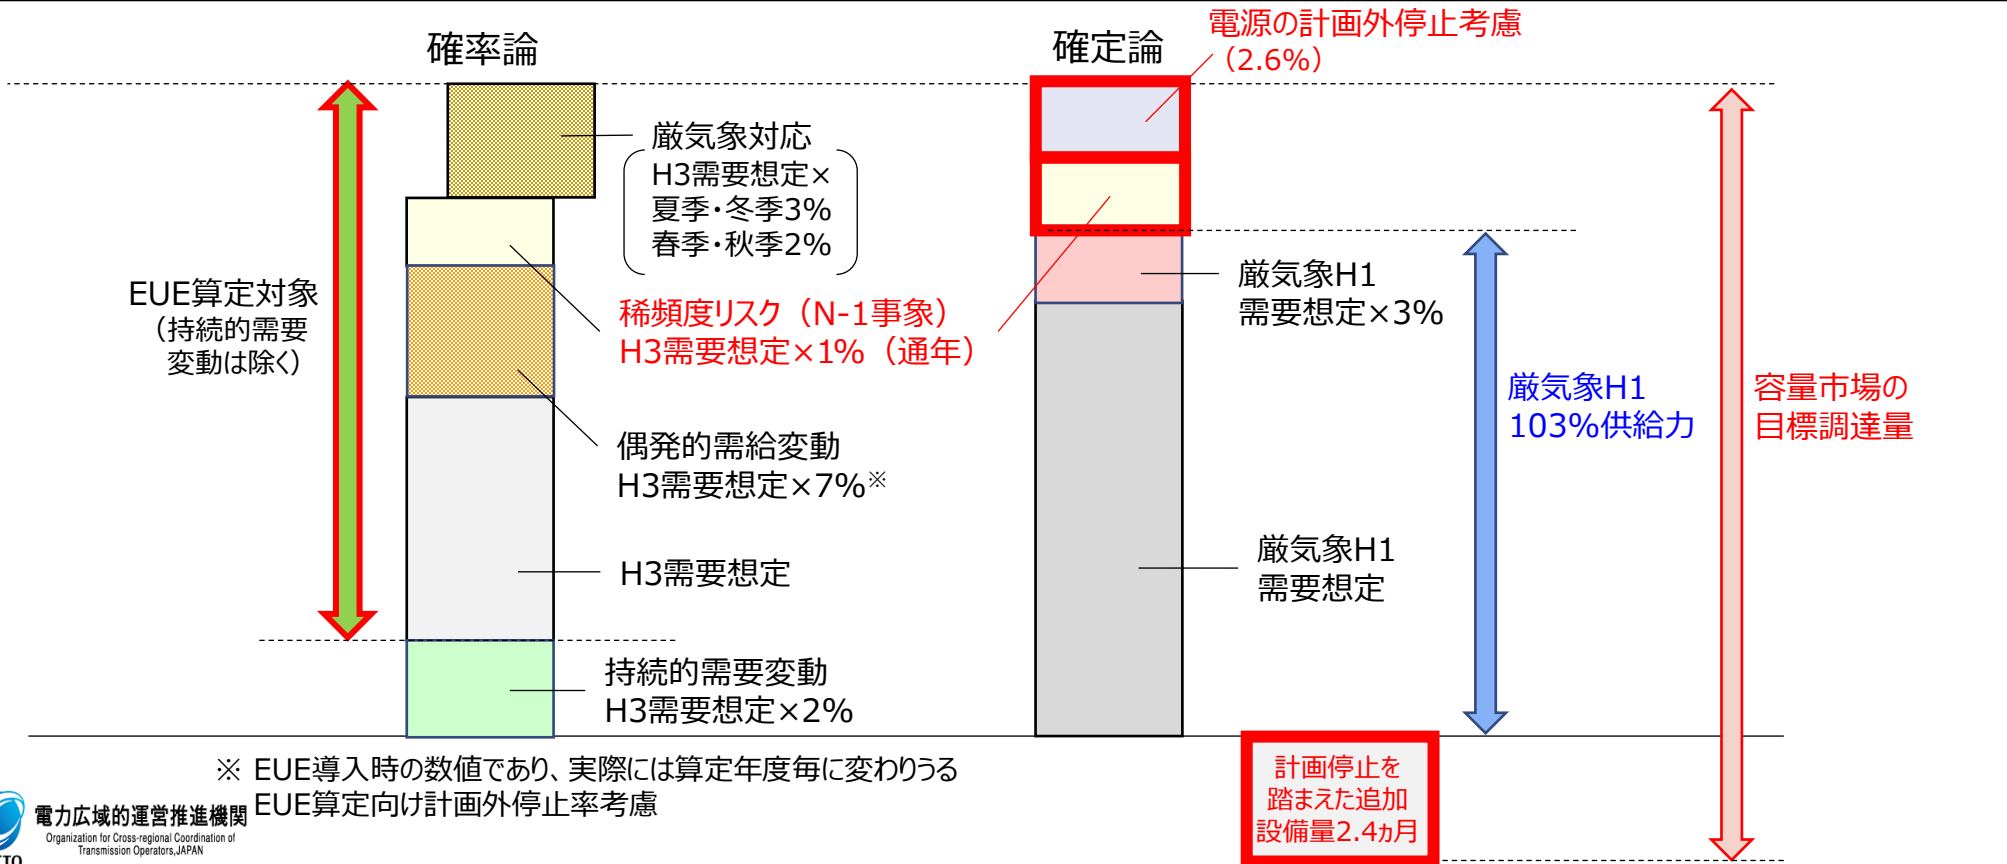 確率論
確定論
電源の計画外停止考慮
（2.6%）
厳気象対応
H3需要想定×
夏季・冬季3%
春季・秋季2%
EUE算定対象
（持続的需要
変動は除く）
稀頻度リスク（N-1事象）
H3需要想定×1%（通年）
偶発的需給変動
H3需要想定×7%※
H3需要想定
持続的需要変動
H3需要想定×2%
厳気象H1
需要想定×3%
厳気象H1
需要想定
厳気象H1
103%供給力
容量市場の
目標調達量
計画停止を
踏まえた追加
設備量2.4ヵ月
※ EUE導入時の数値であり、実際には算定年度毎に変わりうる
EUE算定向け計画外停止率考慮
電力広域的運営推進機関
Organization for Cross-regional Coordination of
Transmission Operators,JAPAN